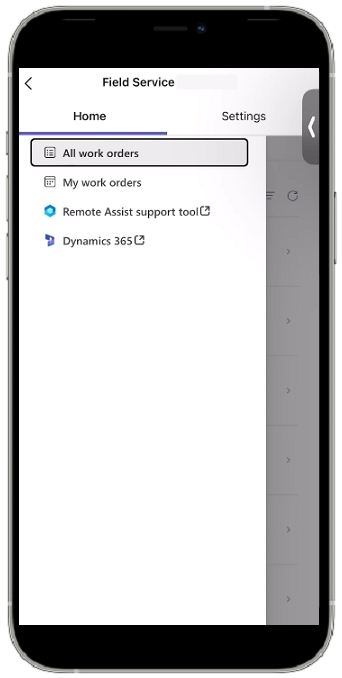 Field Service
Home
Settings
All work orders
My work orders
Remote Assist support tool
Dynamics 365